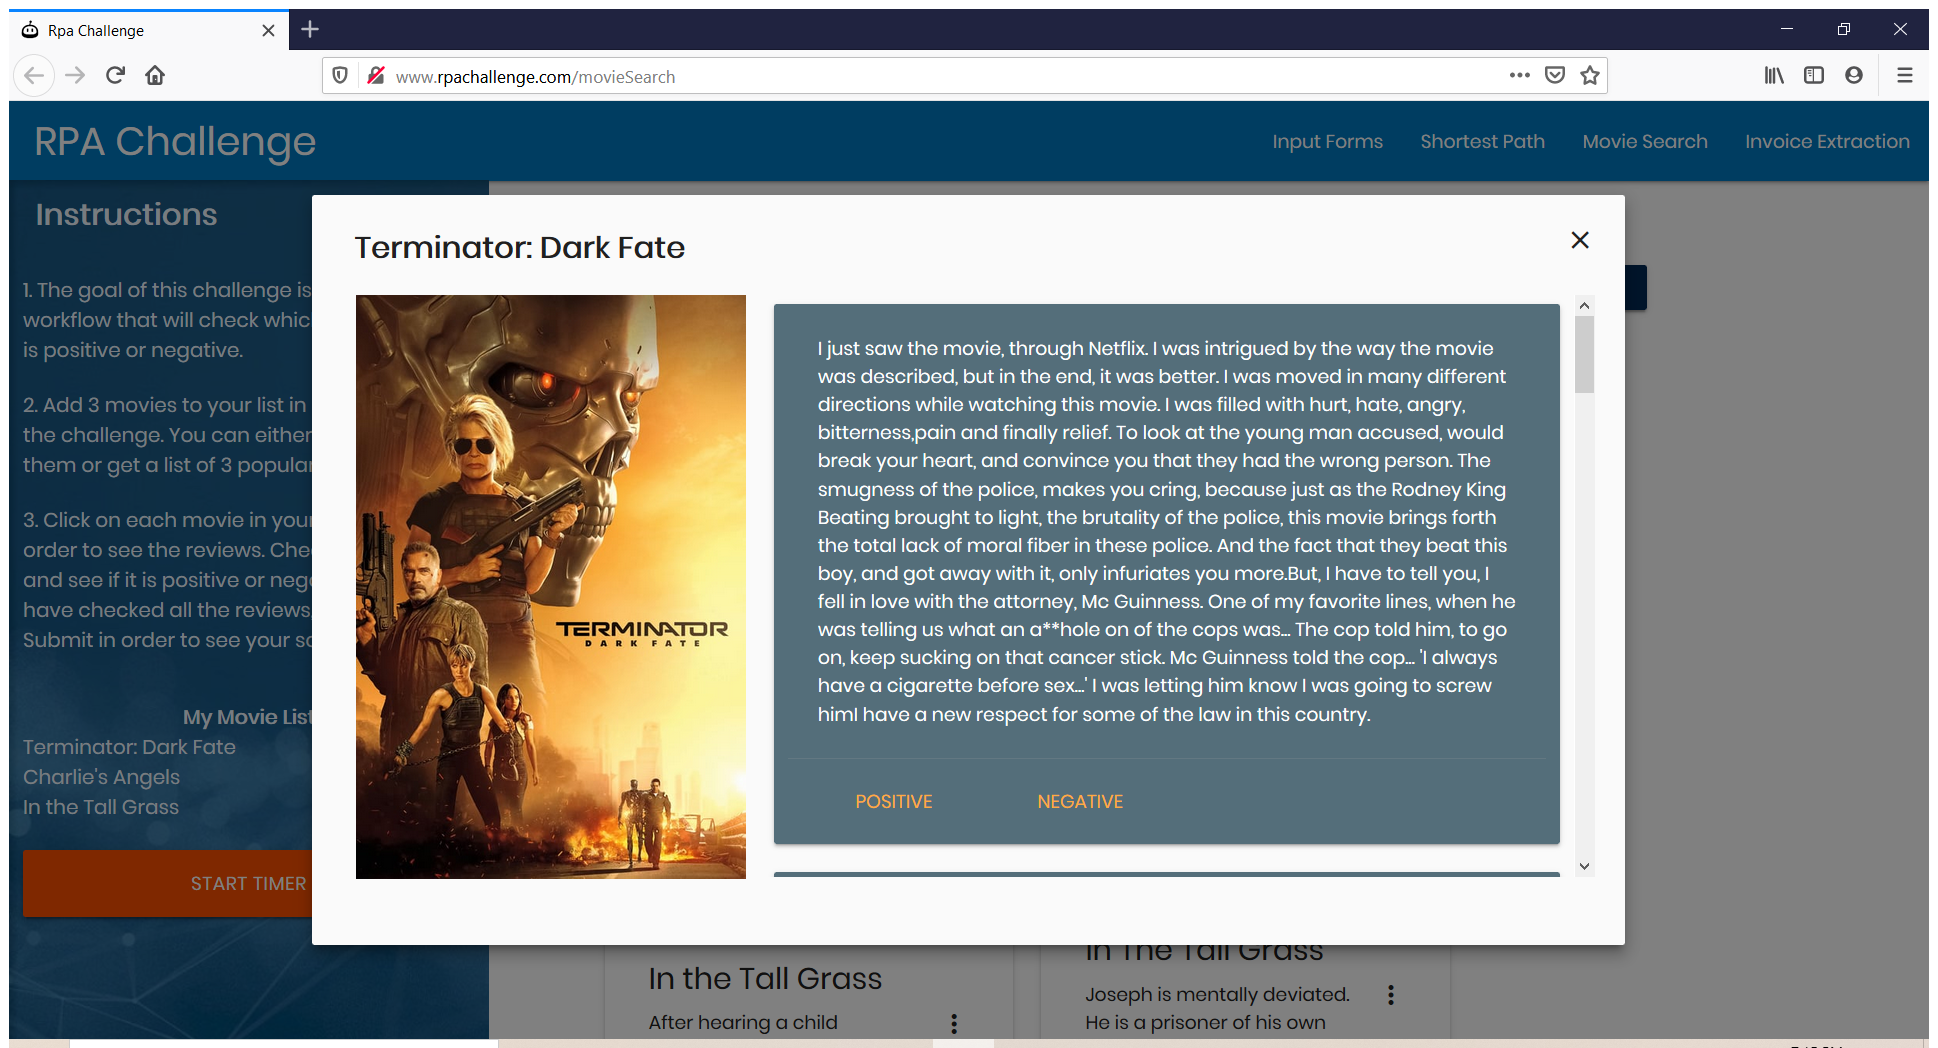 Rpa Challenge
www.rpachallenge.com/movieSearch
RPA Challenge
Input Forms
Shortest Path
Movie Search
Invoice Extraction
Instructions
1. The goal of this challenge is
workflow that will check
is positive or negative.
2. Add 3 movies to your list in
the challenge. You can either
them or get a list of 3
3. Click on each movie in
order to see the reviews.
and see if it is positive or
have checked all the reviews,
Submit in order to see your
My Movie List
Terminator: Dark Fate
Charlie's Angels
In the Tall Grass
START TIMER
Terminator: Dark Fate
TERMINATOR
DARK FATE
I just saw the movie, through Netflix. I was intrigued by the way the movie
was described, but in the end, it was better. I was moved in many different
directions while watching this movie. I was filled with hurt, hate, angry,
bitterness,pain and finally relief. To look at the young man accused, would
break your heart, and convince you that they had the wrong person. The
smugness of the police, makes you cring, because just as the Rodney King
Beating brought to light, the brutality of the police, this movie brings forth
the total lack of moral fiber in these police. And the fact that they beat this
boy, and got away with it, only infuriates you more.But, I have to tell you, I
fell in love with the attorney, Mc Guinness. One of my favorite lines, when he
was telling us what an a**hole on of the cops was... The cop told him, to go
on, keep sucking on that cancer stick. Mc Guinness told the cop... 'I always
have a cigarette before sex...' I was letting him know I was going to screw
himI have a new respect for some of the law in this country.
POSITIVE
NEGATIVE
In the Tall Grass
After hearing a child
In The Tall Grass
Joseph is mentally deviated.
He is a prisoner of his own